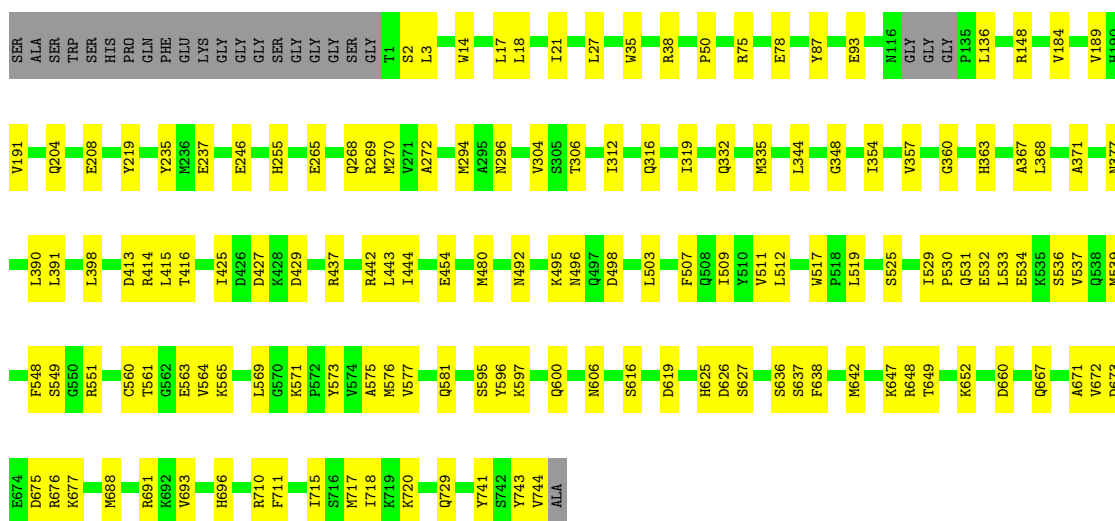 SER ALA SER TRP SER HIS PRO GLN PHE GLU LYS GLY GLY GLY SER GLY GLY GLY SER GLY T1 S2 L3 W14 L17 L18 I21 L27 W35 R38 P50 R75 E78 Y87 E93 N116 GLY GLY GLY P135 L136 R148 V184 V189 H190
V191 Q204 E208 Y219 Y235 M236 E237 E246 H255 E265 Q268 R269 M270 V271 A272 M294 A295 N296 V304 S305 T306 I312 Q316 I319 Q332 M335 L344 G348 I354 V357 G360 H363 A367 L368 A371 N377
L390 L391 L398 D413 R414 L415 T416 I425 D426 D427 K428 D429 R437 R442 L443 I444 E454 M480 N492 K495 N496 Q497 D498 L503 F507 Q508 I509 Y510 V511 L512 W517 P518 L519 S525 I529 P530 Q531 E532 L533 E534 K535 S536 V537 Q538 M539
F548 S549 G550 R551 C560 T561 G562 E563 V564 K565 L569 G570 K571 P572 Y573 V574 A575 M576 V577 Q581 S595 Y596 K597 Q600 N606 S616 D619 H625 D626 S627 S636 S637 F638 M642 K647 R648 T649 K652 D660 Q667 A671 V672 D673
E674 D675 R676 K677 M688 R691 K692 V693 H696 R710 F711 I715 S716 M717 I718 K719 K720 Q729 Y741 S742 Y743 V744 ALA